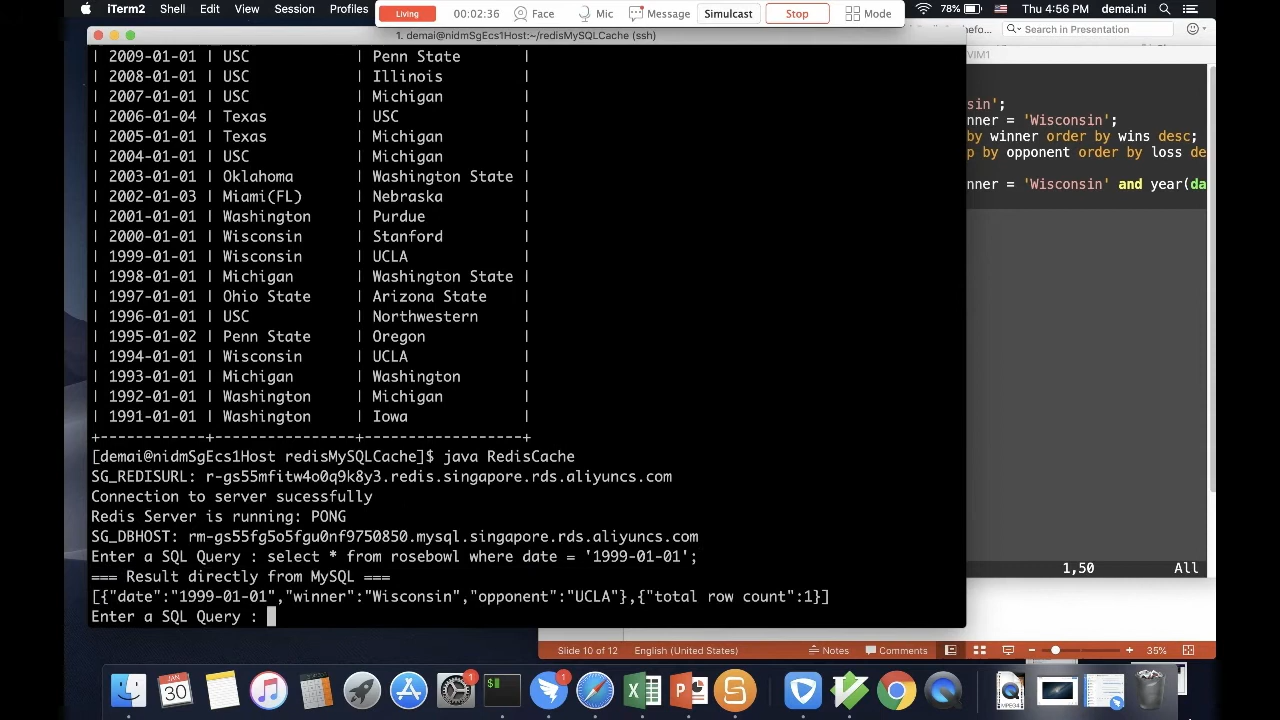 iTerm2 Shell Edit View Session Profiles
Living 00:02:36 Face Mic Message Simulcast Stop Mode
78% Thu 4:56 PM demai.ni
1. demai@nidmSgEcs1Host:~/redisMySQLCache (ssh)
Search in Presentation
VIM1
| 2009-01-01 | USC | Penn State |
| 2008-01-01 | USC | Illinois |
| 2007-01-01 | USC | Michigan |
| 2006-01-04 | Texas | USC |
| 2005-01-01 | Texas | Michigan |
| 2004-01-01 | USC | Michigan |
| 2003-01-01 | Oklahoma | Washington State |
| 2002-01-03 | Miami(FL) | Nebraska |
| 2001-01-01 | Washington | Purdue |
| 2000-01-01 | Wisconsin | Stanford |
| 1999-01-01 | Wisconsin | UCLA |
| 1998-01-01 | Michigan | Washington State |
| 1997-01-01 | Ohio State | Arizona State |
| 1996-01-01 | USC | Northwestern |
| 1995-01-02 | Penn State | Oregon |
| 1994-01-01 | Wisconsin | UCLA |
| 1993-01-01 | Michigan | Washington |
| 1992-01-01 | Washington | Michigan |
| 1991-01-01 | Washington | Iowa |
+------------+----------------+------------------+
[demai@nidmSgEcs1Host redisMySQLCache]$ java RedisCache
SG_REDISURL: r-gs55mfitw4o0q9k8y3.redis.singapore.rds.aliyuncs.com
Connection to server sucessfully
Redis Server is running: PONG
SG_DBHOST: rm-gs55fg5o5fgu0nf9750850.mysql.singapore.rds.aliyuncs.com
Enter a SQL Query : select * from rosebowl where date = '1999-01-01';
=== Result directly from MySQL ===
[{"date":"1999-01-01","winner":"Wisconsin","opponent":"UCLA"},{"total row count":1}]
Enter a SQL Query :
sin';
nner = 'Wisconsin';
by winner order by wins desc;
p by opponent order by loss de
nner = 'Wisconsin' and year(da
1,50 All
Slide 10 of 12 English (United States) Notes Comments 35%
JAN
30
1
1